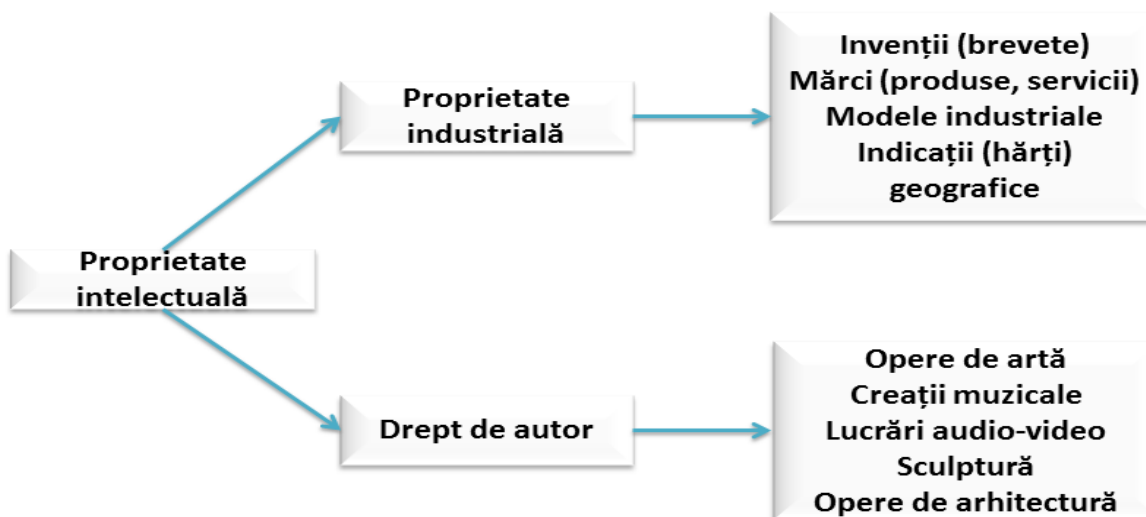 Proprietate
intelectuală
Proprietate
industrială
Invenții (brevete)
Mărci (produse, servicii)
Modele industriale
Indicații (hărți)
geografice
Drept de autor
Opere de artă
Creații muzicale
Lucrări audio-video
Sculptură
Opere de arhitectură